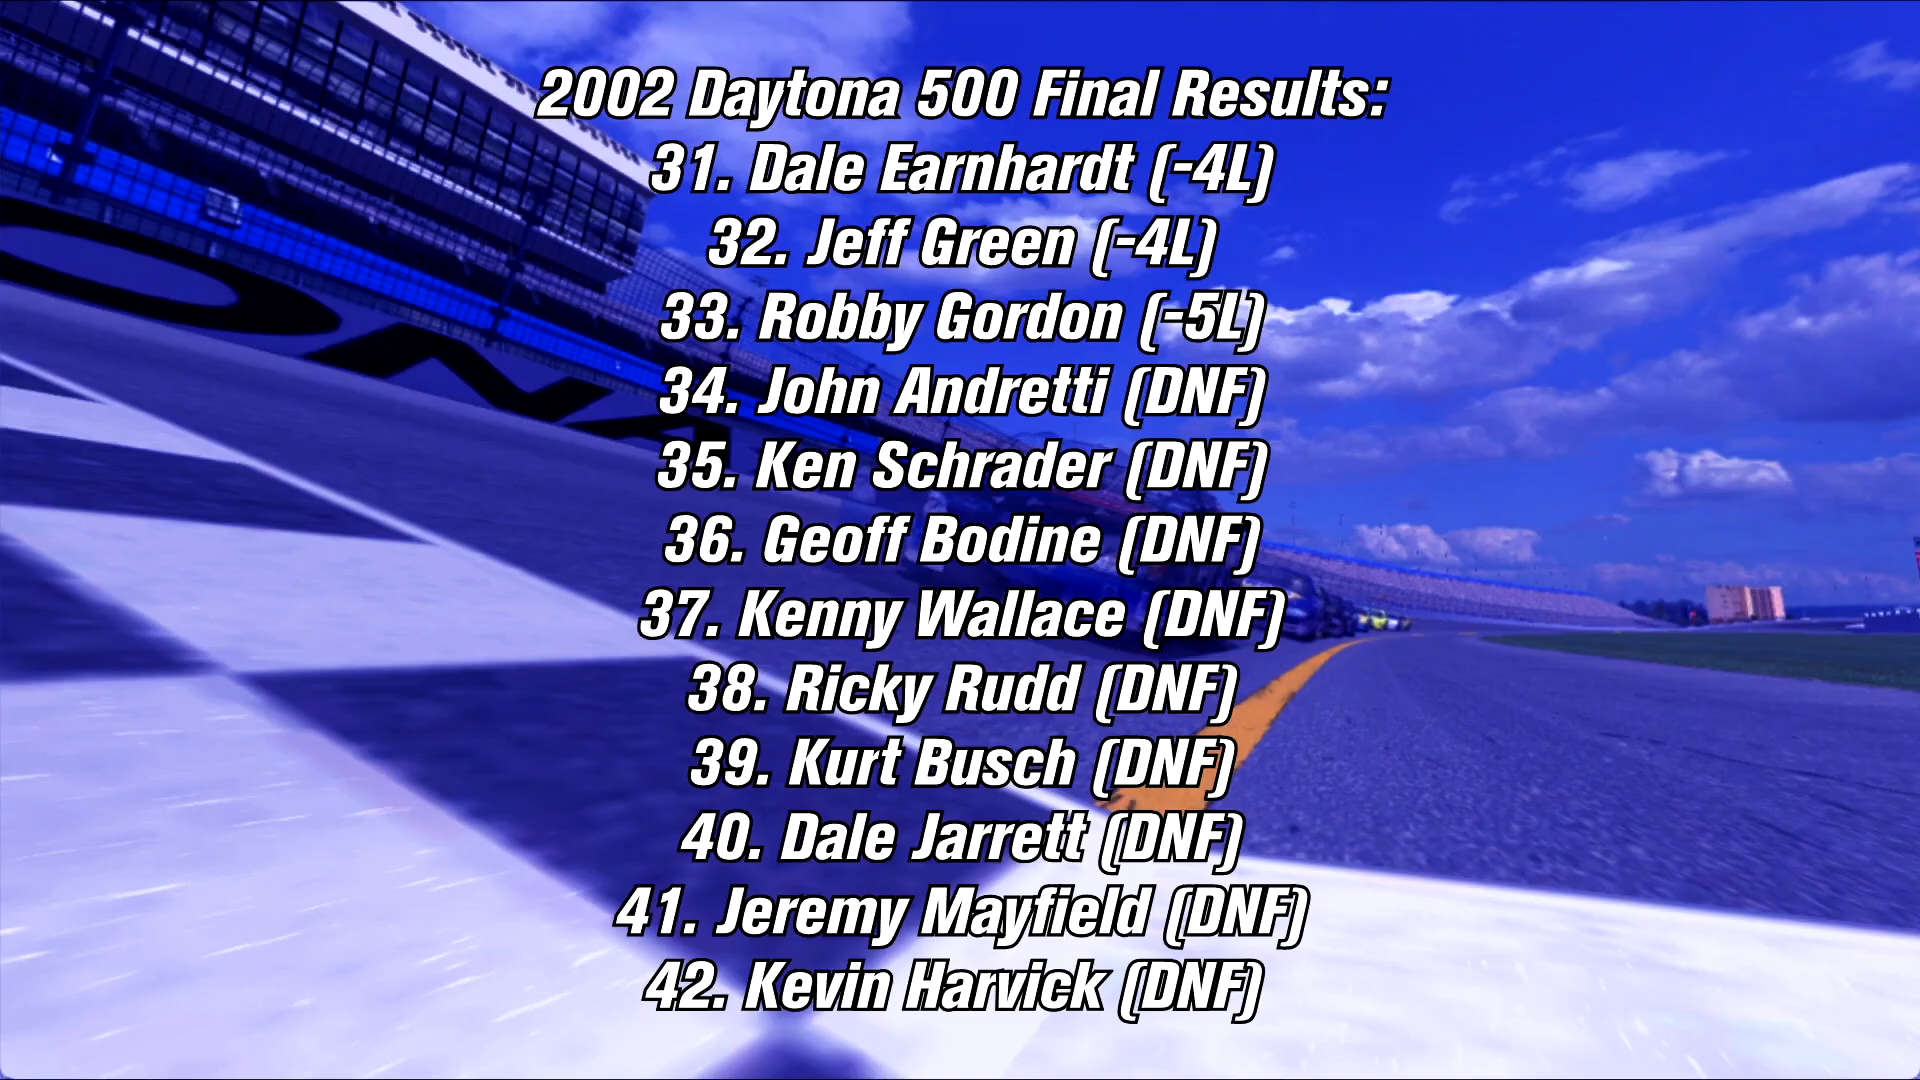 2002 Daytona 500 Final Results:
31. Dale Earnhardt (-4L)
32. Jeff Green (-4L)
33. Robby Gordon (-5L)
34. John Andretti (DNF)
35. Ken Schrader (DNF)
36. Geoff Bodine (DNF)
37. Kenny Wallace (DNF)
38. Ricky Rudd (DNF)
39. Kurt Busch (DNF)
40. Dale Jarrett (DNF)
41. Jeremy Mayfield (DNF)
42. Kevin Harvick (DNF)
ONA